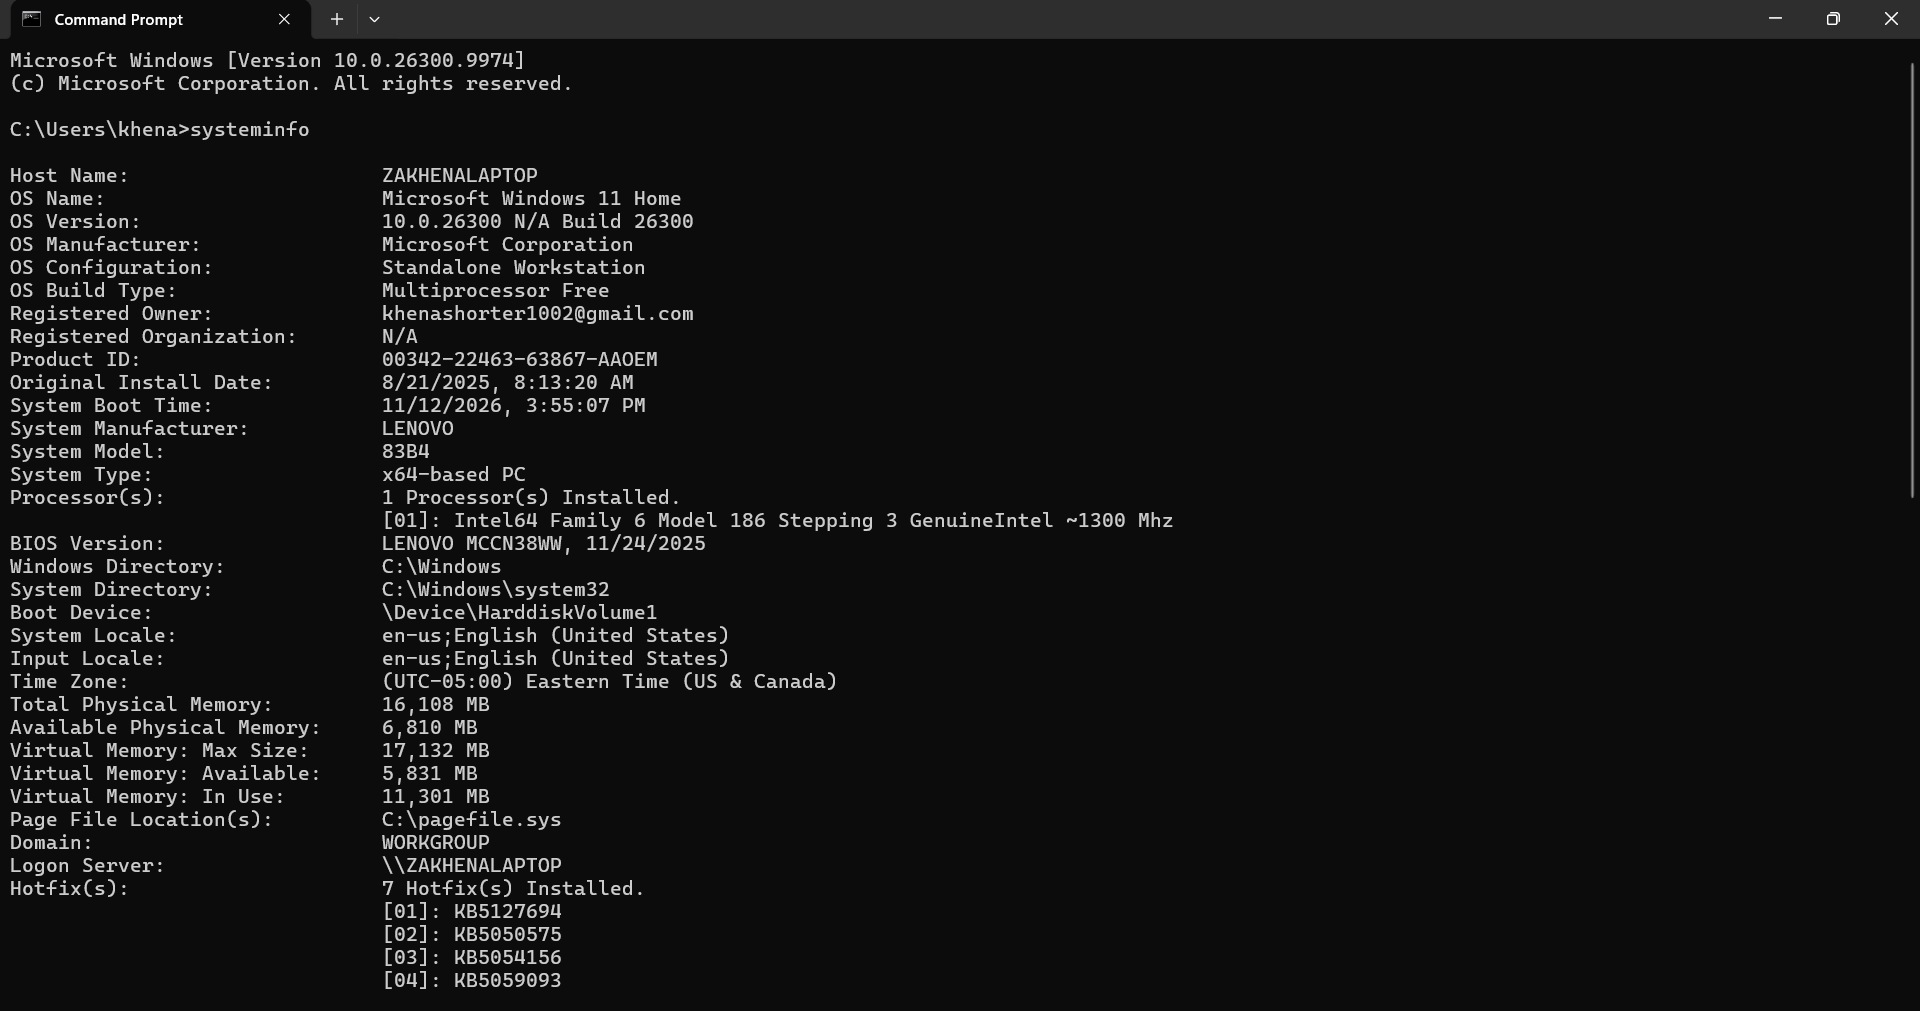 Command Prompt
Microsoft Windows [Version 10.0.26300.9974]
(c) Microsoft Corporation. All rights reserved.
C:\Users\khena>systeminfo
Host Name: ZAKHENALAPTOP
OS Name: Microsoft Windows 11 Home
OS Version: 10.0.26300 N/A Build 26300
OS Manufacturer: Microsoft Corporation
OS Configuration: Standalone Workstation
OS Build Type: Multiprocessor Free
Registered Owner: khenashorter1002@gmail.com
Registered Organization: N/A
Product ID: 00342-22463-63867-AAOEM
Original Install Date: 8/21/2025, 8:13:20 AM
System Boot Time: 11/12/2026, 3:55:07 PM
System Manufacturer: LENOVO
System Model: 83B4
System Type: x64-based PC
Processor(s): 1 Processor(s) Installed.
[01]: Intel64 Family 6 Model 186 Stepping 3 GenuineIntel ~1300 Mhz
BIOS Version: LENOVO MCCN38WW, 11/24/2025
Windows Directory: C:\Windows
System Directory: C:\Windows\system32
Boot Device: \Device\HarddiskVolume1
System Locale: en-us;English (United States)
Input Locale: en-us;English (United States)
Time Zone: (UTC-05:00) Eastern Time (US & Canada)
Total Physical Memory: 16,108 MB
Available Physical Memory: 6,810 MB
Virtual Memory: Max Size: 17,132 MB
Virtual Memory: Available: 5,831 MB
Virtual Memory: In Use: 11,301 MB
Page File Location(s): C:\pagefile.sys
Domain: WORKGROUP
Logon Server: \\ZAKHENALAPTOP
Hotfix(s): 7 Hotfix(s) Installed.
[01]: KB5127694
[02]: KB5050575
[03]: KB5054156
[04]: KB5059093